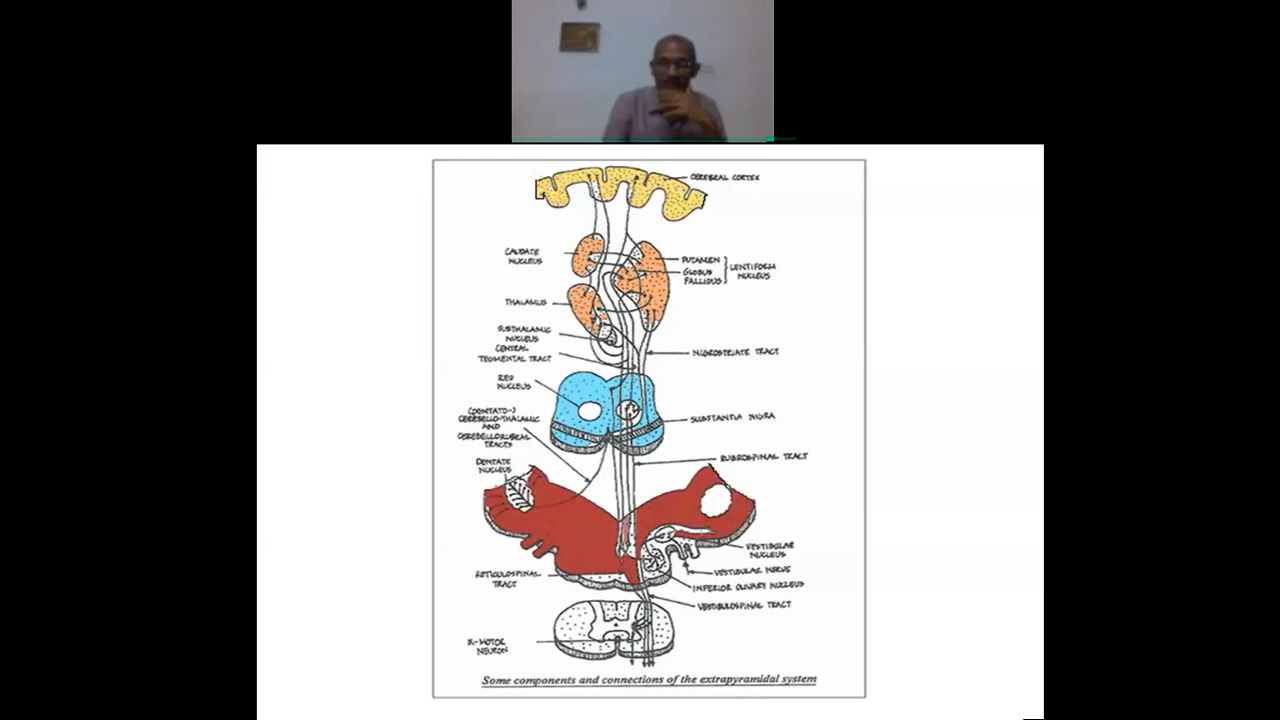 CEREBRAL CORTEX
CAUDATE
NUCLEUS
PUTAMEN
GLOBUS
PALLIDUS
LENTIFORM
NUCLEUS
THALAMUS
SUBTHALAMIC
NUCLEUS
CENTRAL
TEGMENTAL TRACT
NIGROSTRIATE TRACT
RED
NUCLEUS
(DENTATO-)
CEREBELLO-THALAMIC
AND
CEREBELLORUBRAL
TRACTS
SUBSTANTIA NIGRA
DENTATE
NUCLEUS
RUBROSPINAL TRACT
VESTIBULAR
NUCLEUS
VESTIBULAR NERVE
RETICULOSPINAL
TRACT
INFERIOR OLIVARY NUCLEUS
VESTIBULOSPINAL TRACT
MOTOR
NEURON
Some components and connections of the extrapyramidal system